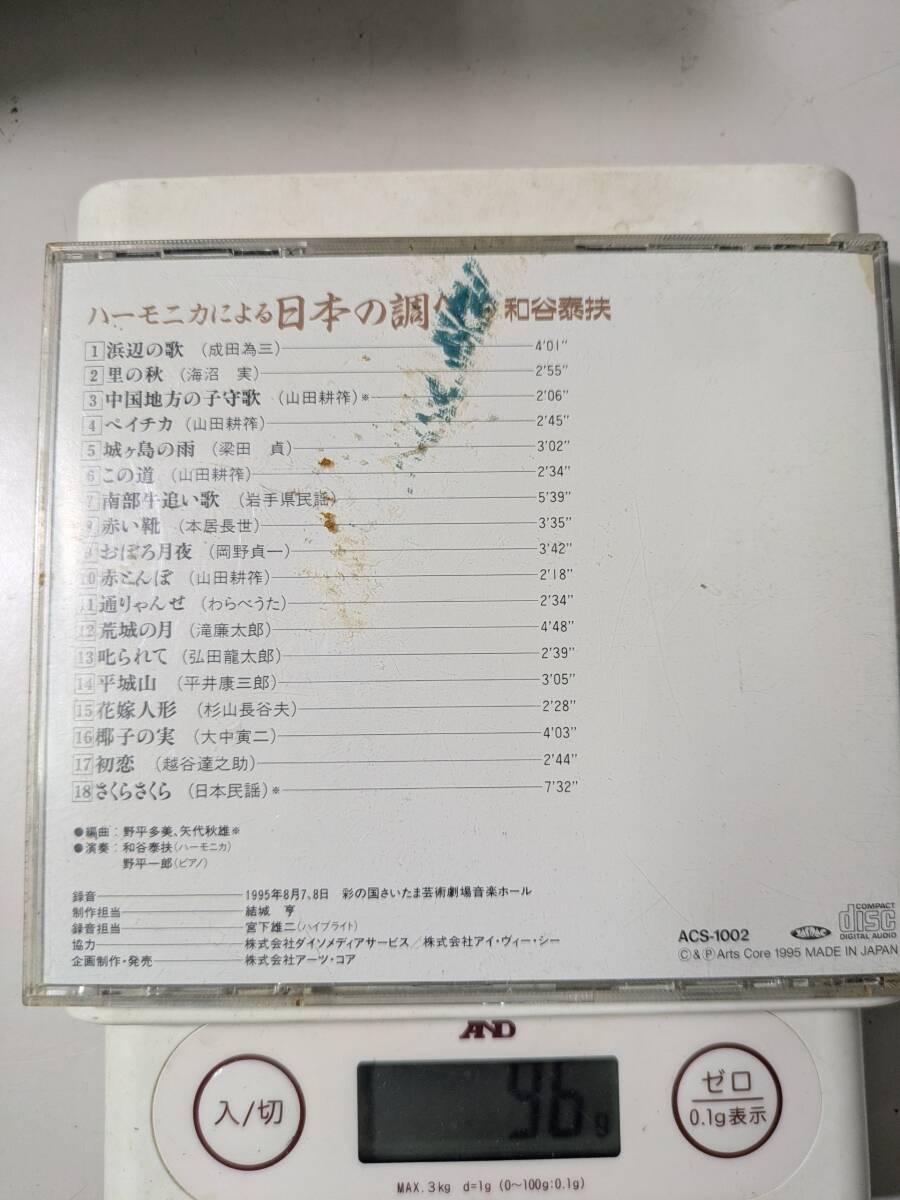 ハーモニカによる日本の調べ 和谷泰扶
1 浜辺の歌 (成田為三) 4'01"
2 里の秋 (海沼 実) 2'55"
3 中国地方の子守歌 (山田耕筰)※ 2'06"
4 ペイチカ (山田耕筰) 2'45"
5 城ヶ島の雨 (梁田 貞) 3'02"
6 この道 (山田耕筰) 2'34"
7 南部牛追い歌 (岩手県民謡) 5'39"
8 赤い靴 (本居長世) 3'35"
9 おぼろ月夜 (岡野貞一) 3'42"
10 赤とんぼ (山田耕筰) 2'18"
11 通りゃんせ (わらべうた) 2'34"
12 荒城の月 (滝廉太郎) 4'48"
13 叱られて (弘田龍太郎) 2'39"
14 平城山 (平井康三郎) 3'05"
15 花嫁人形 (杉山長谷夫) 2'28"
16 椰子の実 (大中寅二) 4'03"
17 初恋 (越谷達之助) 2'44"
18 さくらさくら (日本民謡)※ 7'32"
●編曲:野平多美、矢代秋雄※
●演奏:和谷泰扶(ハーモニカ)
野平一郎(ピアノ)
録音 1995年8月7、8日 彩の国さいたま芸術劇場音楽ホール
制作担当 結城 亨
録音担当 宮下雄二(ハイブライト)
協力 株式会社ダイソメディアサービス/株式会社アイ・ヴィー・シー
企画制作・発売 株式会社アーツ・コア
ACS-1002
COMPACT disc DIGITAL AUDIO
Ⓒ&Ⓟ Arts Core 1995 MADE IN JAPAN
AND
入/切
96g
ゼロ
0.1g表示
MAX.3kg d=1g (0~100g:0.1g)